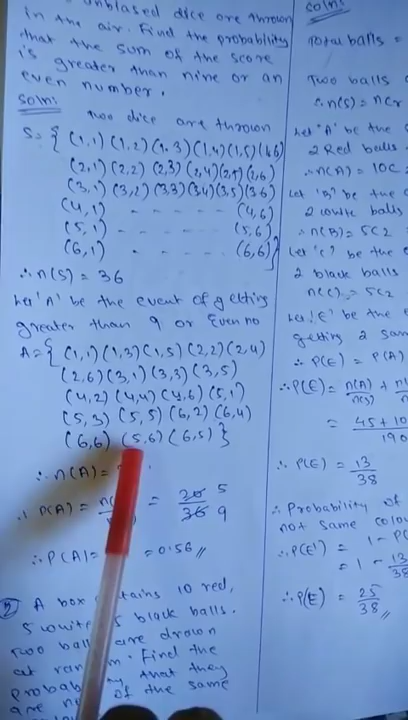 unbiased dice are thrown
in the air. Find the probability
that the sum of the score
is greater than nine or an
even number.
Soln:
Two dice are thrown
S = { (1,1) (1,2) (1,3) (1,4) (1,5) (1,6)
(2,1) (2,2) (2,3) (2,4) (2,5) (2,6)
(3,1) (3,2) (3,3) (3,4) (3,5) (3,6)
(4,1) - - - - - - (4,6)
(5,1) - - - - - - (5,6)
(6,1) - - - - - - (6,6) }
∴ n(S) = 36
Let 'A' be the event of getting
greater than 9 or Even no
A = { (1,1) (1,3) (1,5) (2,2) (2,4)
(2,6) (3,1) (3,3) (3,5)
(4,2) (4,4) (4,6) (5,1)
(5,3) (5,5) (6,2) (6,4)
(6,6) (5,6) (6,5) }
∴ n(A) =
P(A) = = 20/36 5/9
∴ P(A) = = 0.56 //
A box tains 10 red,
5 white 5 black balls.
Two ball are drawn
at ran m. Find the
probab ty that they
are n of the same
Soln:
Total balls =
Two balls
∴ n(S) = nCr
Let 'A' be the
2 Red balls
∴ n(A) = 10C
Let 'B' be the
2 white balls
∴ n(B) = 5C2
Let 'C' be the
2 black balls
n(C) = 5C2
Let 'E' be the
getting 2 sam
∴ P(E) = P(A)
∴ P(E) = n(A)/n(S) +
= 45+10/190
∴ P(E) = 13/38
∴ Probability of
not same colou
∴ P(E') = 1 - P(
= 1 - 13/38
∴ P(E) = 25/38 //